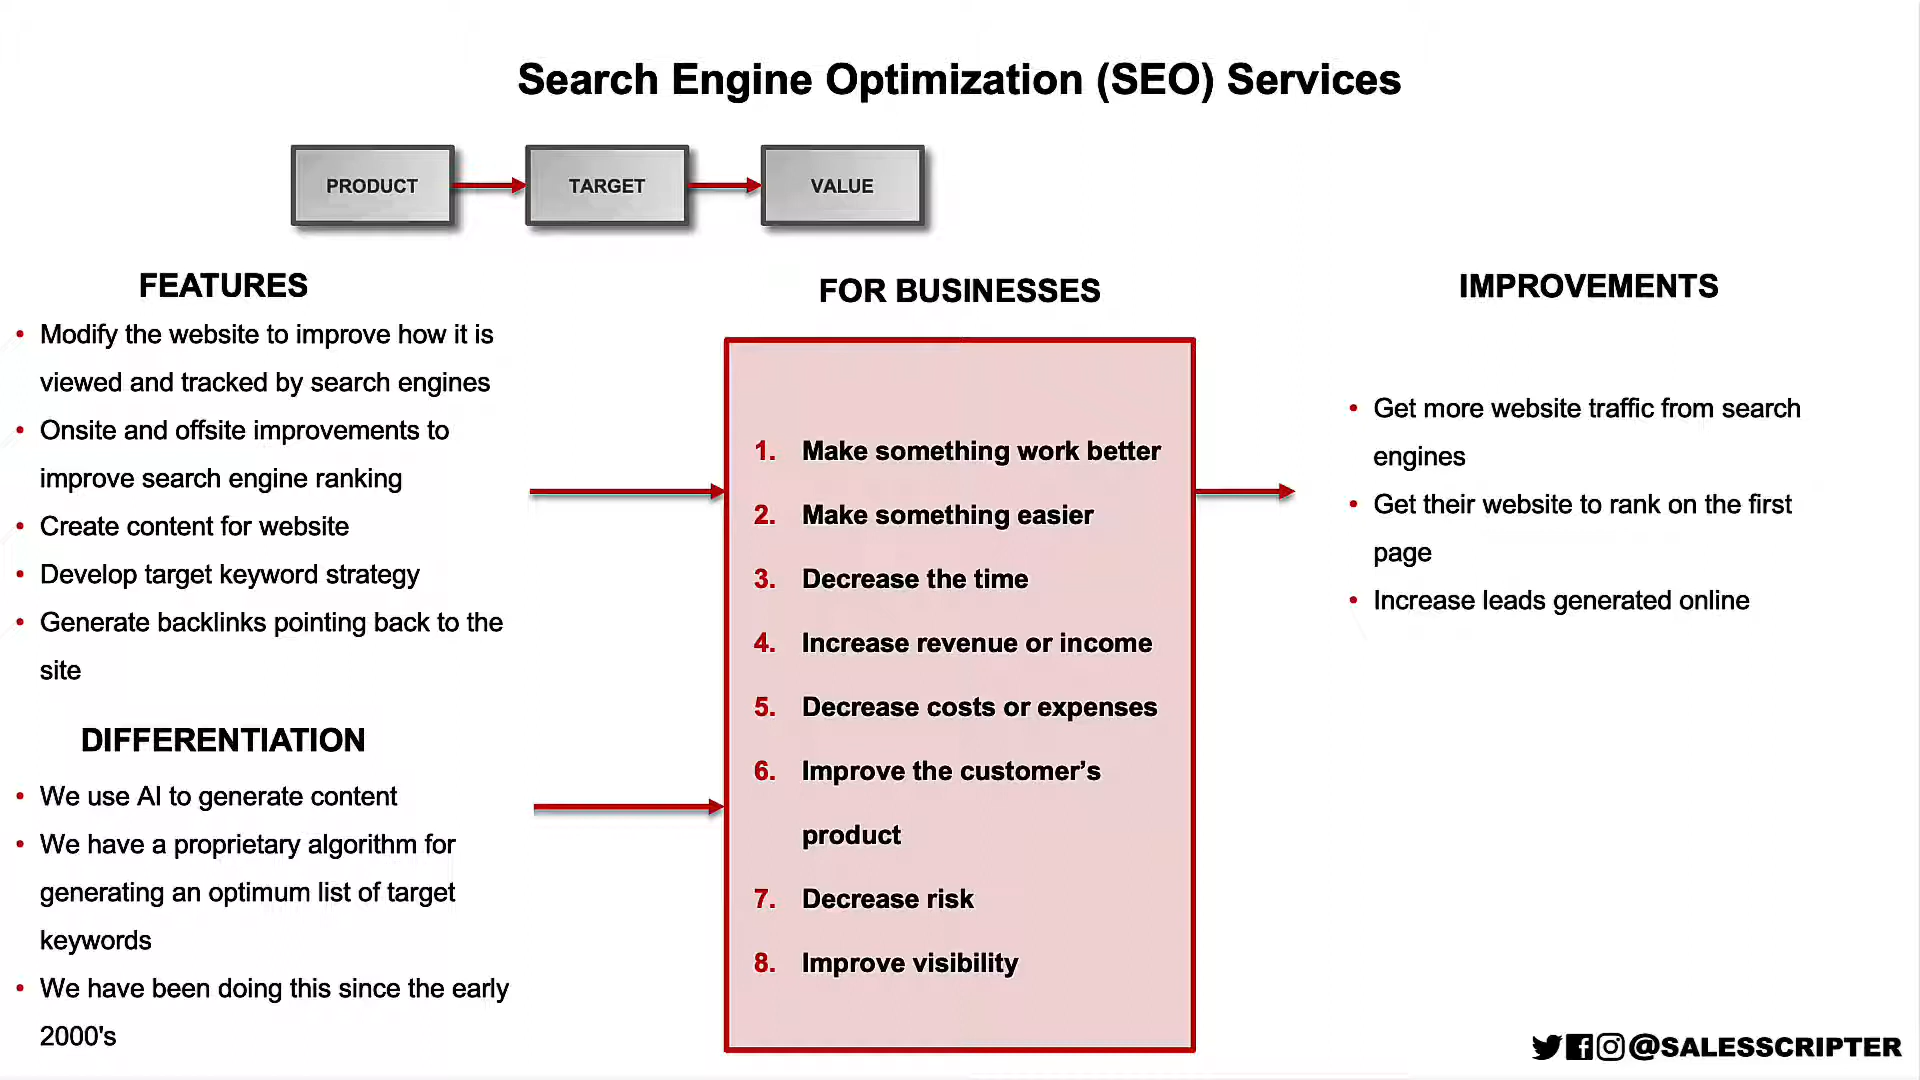 Search Engine Optimization (SEO) Services
PRODUCT
TARGET
VALUE
FEATURES
• Modify the website to improve how it is
viewed and tracked by search engines
• Onsite and offsite improvements to
improve search engine ranking
• Create content for website
• Develop target keyword strategy
• Generate backlinks pointing back to the
site
DIFFERENTIATION
• We use AI to generate content
• We have a proprietary algorithm for
generating an optimum list of target
keywords
• We have been doing this since the early
2000's
FOR BUSINESSES
1. Make something work better
2. Make something easier
3. Decrease the time
4. Increase revenue or income
5. Decrease costs or expenses
6. Improve the customer’s
product
7. Decrease risk
8. Improve visibility
IMPROVEMENTS
• Get more website traffic from search
engines
• Get their website to rank on the first
page
• Increase leads generated online
@SALESSCRIPTER